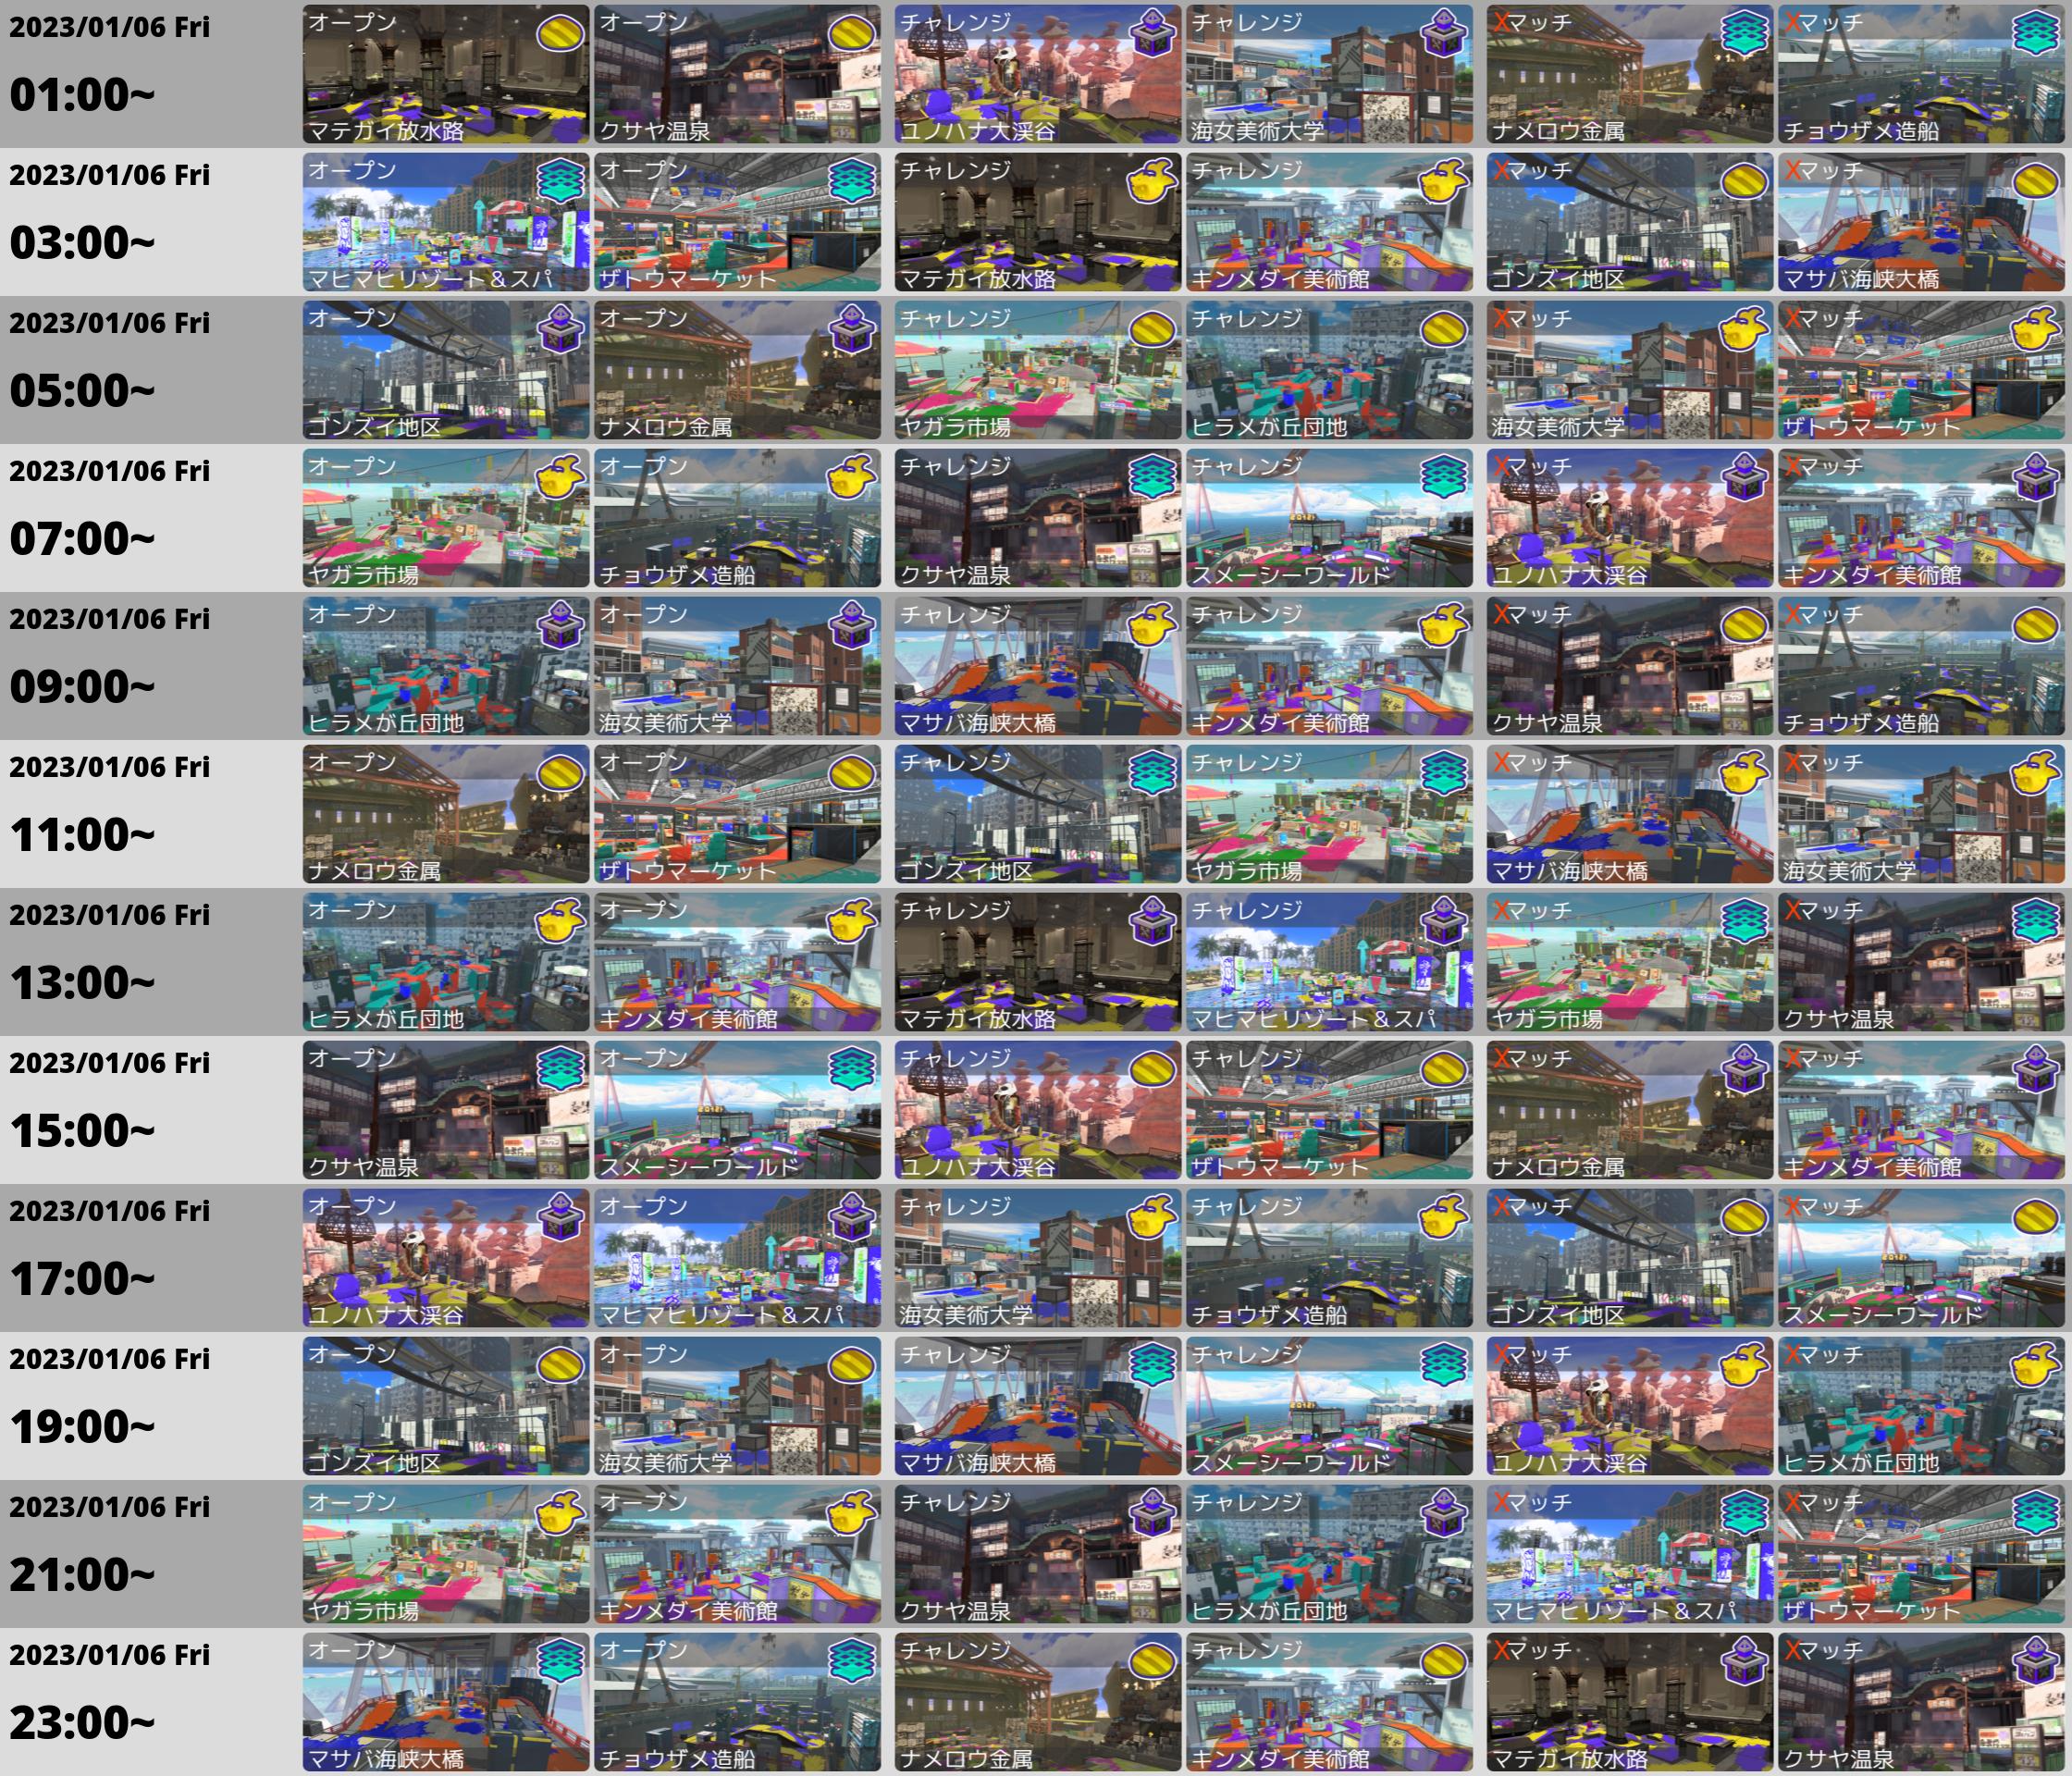 2023/01/06 Fri
01:00~
オープン オープン チャレンジ チャレンジ Xマッチ Xマッチ
マテガイ放水路 クサヤ温泉 ユノハナ大渓谷 海女美術大学 ナメロウ金属 チョウザメ造船
2023/01/06 Fri
03:00~
オープン オープン チャレンジ チャレンジ Xマッチ Xマッチ
マヒマヒリゾート&スパ ザトウマーケット マテガイ放水路 キンメダイ美術館 ゴンズイ地区 マサバ海峡大橋
2023/01/06 Fri
05:00~
オープン オープン チャレンジ チャレンジ Xマッチ Xマッチ
ゴンズイ地区 ナメロウ金属 ヤガラ市場 ヒラメが丘団地 海女美術大学 ザトウマーケット
2023/01/06 Fri
07:00~
オープン オープン チャレンジ チャレンジ Xマッチ Xマッチ
ヤガラ市場 チョウザメ造船 クサヤ温泉 スメーシーワールド ユノハナ大渓谷 キンメダイ美術館
2023/01/06 Fri
09:00~
オープン オープン チャレンジ チャレンジ Xマッチ Xマッチ
ヒラメが丘団地 海女美術大学 マサバ海峡大橋 キンメダイ美術館 クサヤ温泉 チョウザメ造船
2023/01/06 Fri
11:00~
オープン オープン チャレンジ チャレンジ Xマッチ Xマッチ
ナメロウ金属 ザトウマーケット ゴンズイ地区 ヤガラ市場 マサバ海峡大橋 海女美術大学
2023/01/06 Fri
13:00~
オープン オープン チャレンジ チャレンジ Xマッチ Xマッチ
ヒラメが丘団地 キンメダイ美術館 マテガイ放水路 マヒマヒリゾート&スパ ヤガラ市場 クサヤ温泉
2023/01/06 Fri
15:00~
オープン オープン チャレンジ チャレンジ Xマッチ Xマッチ
クサヤ温泉 スメーシーワールド ユノハナ大渓谷 ザトウマーケット ナメロウ金属 キンメダイ美術館
2023/01/06 Fri
17:00~
オープン オープン チャレンジ チャレンジ Xマッチ Xマッチ
ユノハナ大渓谷 マヒマヒリゾート&スパ 海女美術大学 チョウザメ造船 ゴンズイ地区 スメーシーワールド
2023/01/06 Fri
19:00~
オープン オープン チャレンジ チャレンジ Xマッチ Xマッチ
ゴンズイ地区 海女美術大学 マサバ海峡大橋 スメーシーワールド ユノハナ大渓谷 ヒラメが丘団地
2023/01/06 Fri
21:00~
オープン オープン チャレンジ チャレンジ Xマッチ Xマッチ
ヤガラ市場 キンメダイ美術館 クサヤ温泉 ヒラメが丘団地 マヒマヒリゾート&スパ ザトウマーケット
2023/01/06 Fri
23:00~
オープン オープン チャレンジ チャレンジ Xマッチ Xマッチ
マサバ海峡大橋 チョウザメ造船 ナメロウ金属 キンメダイ美術館 マテガイ放水路 クサヤ温泉